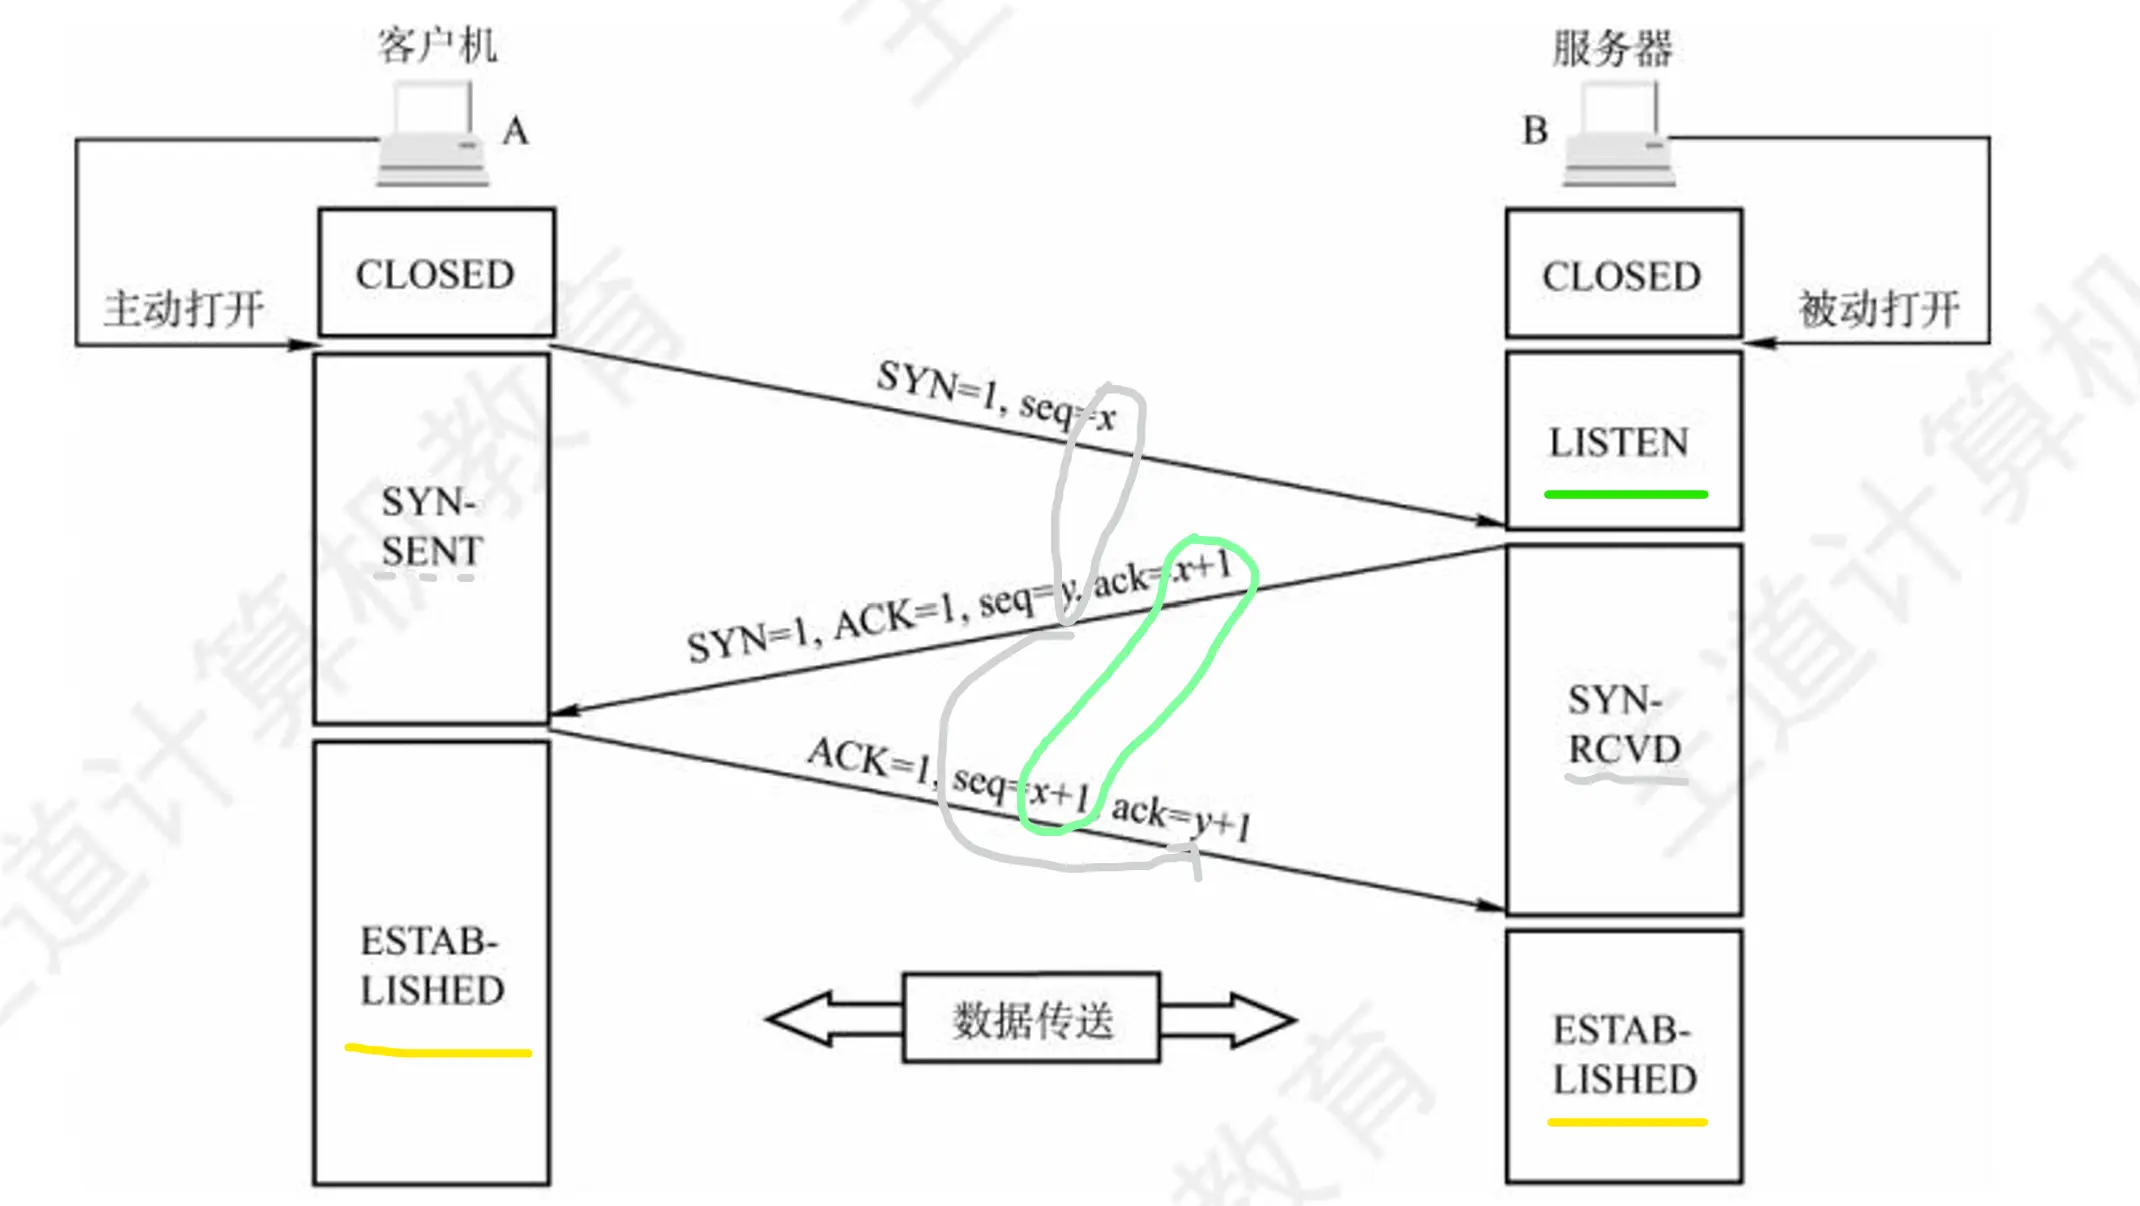 客户机
服务器
A
B
CLOSED
CLOSED
主动打开
被动打开
SYN=1, seq=x
LISTEN
SYN-
SENT
SYN=1, ACK=1, seq=y, ack=x+1
SYN-
RCVD
ACK=1, seq=x+1, ack=y+1
ESTAB-
LISHED
数据传送
ESTAB-
LISHED
王道计算机教育
王道计算机
教育